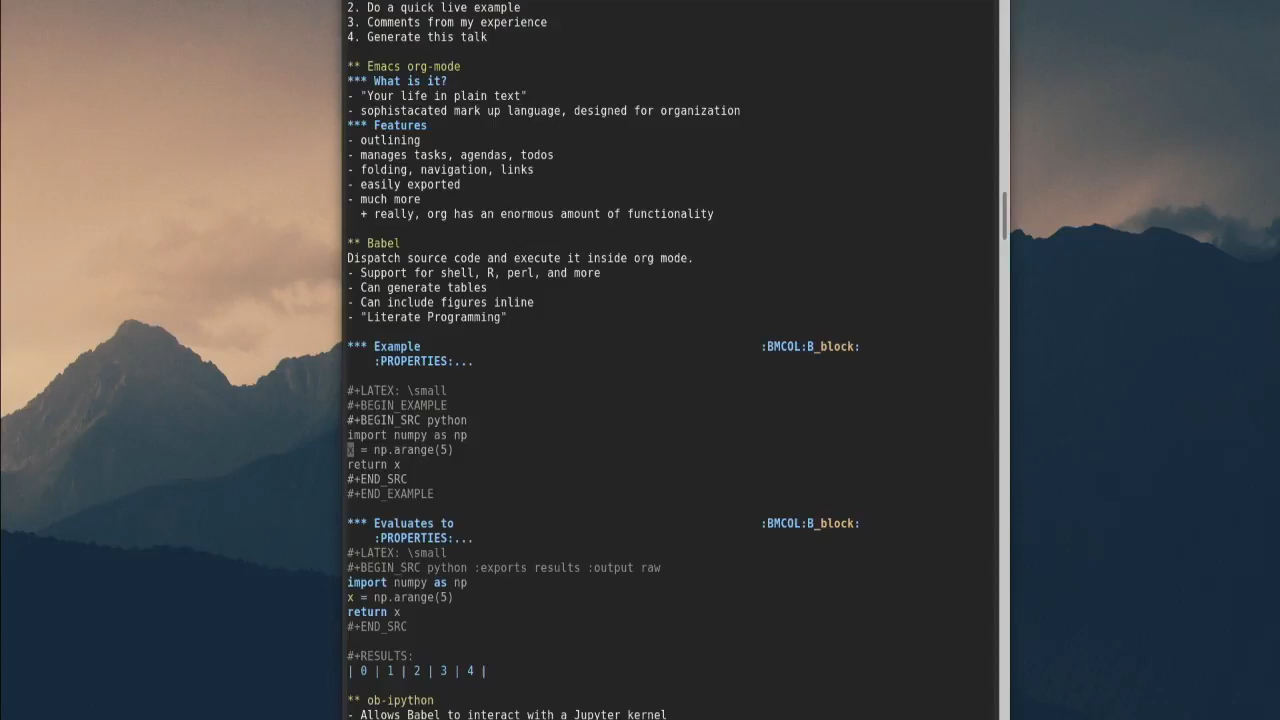 2. Do a quick live example
3. Comments from my experience
4. Generate this talk
** Emacs org-mode
*** What is it?
- "Your life in plain text"
- sophistacated mark up language, designed for organization
*** Features
- outlining
- manages tasks, agendas, todos
- folding, navigation, links
- easily exported
- much more
+ really, org has an enormous amount of functionality
** Babel
Dispatch source code and execute it inside org mode.
- Support for shell, R, perl, and more
- Can generate tables
- Can include figures inline
- "Literate Programming"
*** Example :BMCOL:B_block:
:PROPERTIES:...
#+LATEX: \small
#+BEGIN_EXAMPLE
#+BEGIN_SRC python
import numpy as np
x = np.arange(5)
return x
#+END_SRC
#+END_EXAMPLE
*** Evaluates to :BMCOL:B_block:
:PROPERTIES:...
#+LATEX: \small
#+BEGIN_SRC python :exports results :output raw
import numpy as np
x = np.arange(5)
return x
#+END_SRC
#+RESULTS:
| 0 | 1 | 2 | 3 | 4 |
** ob-ipython
- Allows Babel to interact with a Jupyter kernel